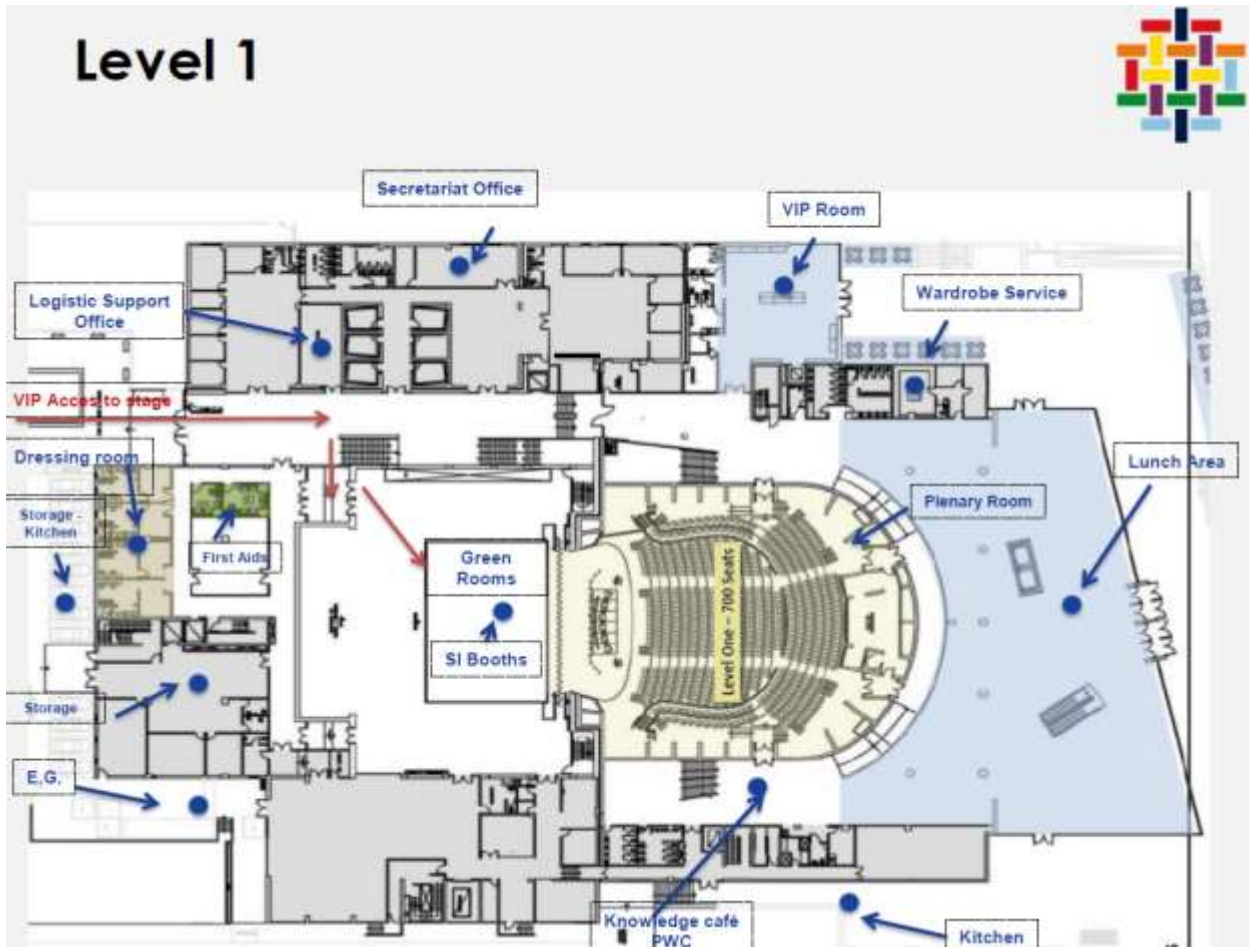 Level 1
Secretariat Office
VIP Room
Logistic Support
Office
Wardrobe Service
VIP Acces to stage
Dressing room
Lunch Area
Storage -
Kitchen
First Aids
Plenary Room
Green
Rooms
Level One – 700 Seats
SI Booths
Storage
E.G.
Knowledge café
PWC
Kitchen